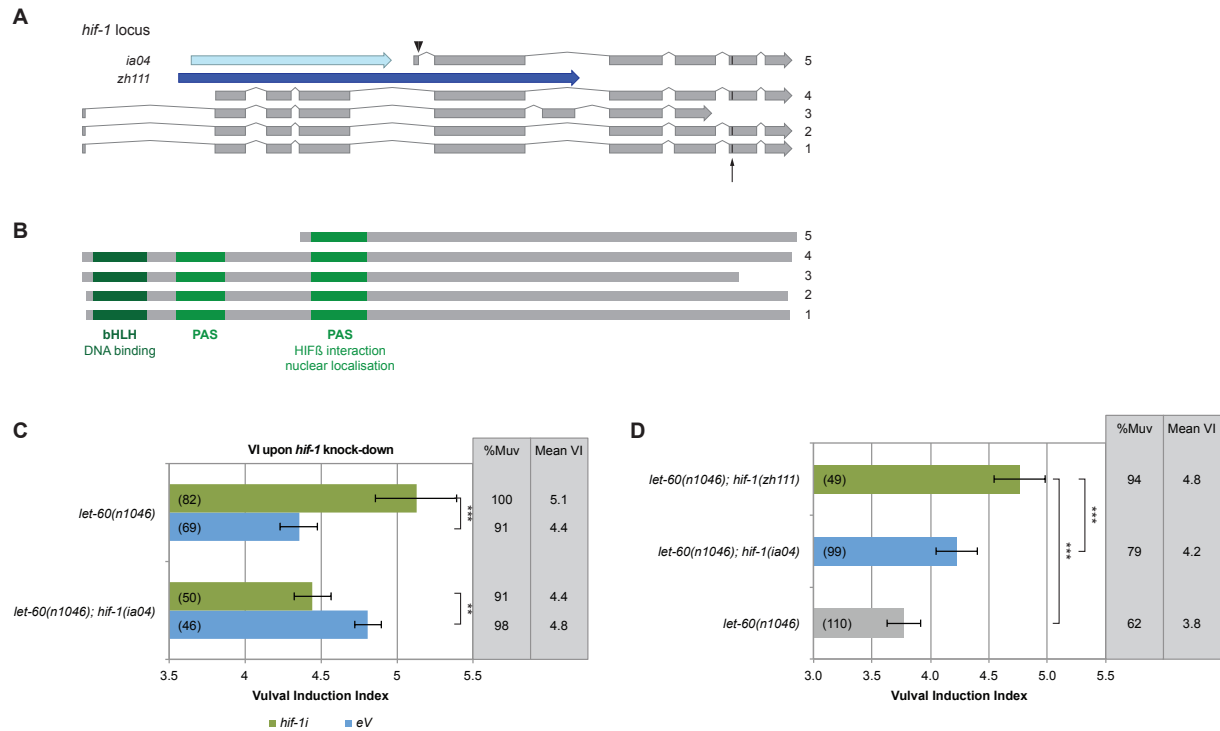 A
hif-1 locus
ia04
5
zh111
4
3
2
1
B
5
4
3
2
1
bHLH
DNA binding
PAS
PAS
HIFß interaction
nuclear localisation
C
VI upon hif-1 knock-down
%Muv
Mean VI
let-60(n1046)
(82)
***
100
5.1
(69)
91
4.4
let-60(n1046); hif-1(ia04)
(50)
**
91
4.4
(46)
98
4.8
3.5
4
4.5
5
5.5
Vulval Induction Index
hif-1i
eV
D
%Muv
Mean VI
let-60(n1046); hif-1(zh111)
(49)
***
94
4.8
let-60(n1046); hif-1(ia04)
(99)
***
79
4.2
let-60(n1046)
(110)
62
3.8
3.0
3.5
4.0
4.5
5.0
5.5
Vulval Induction Index